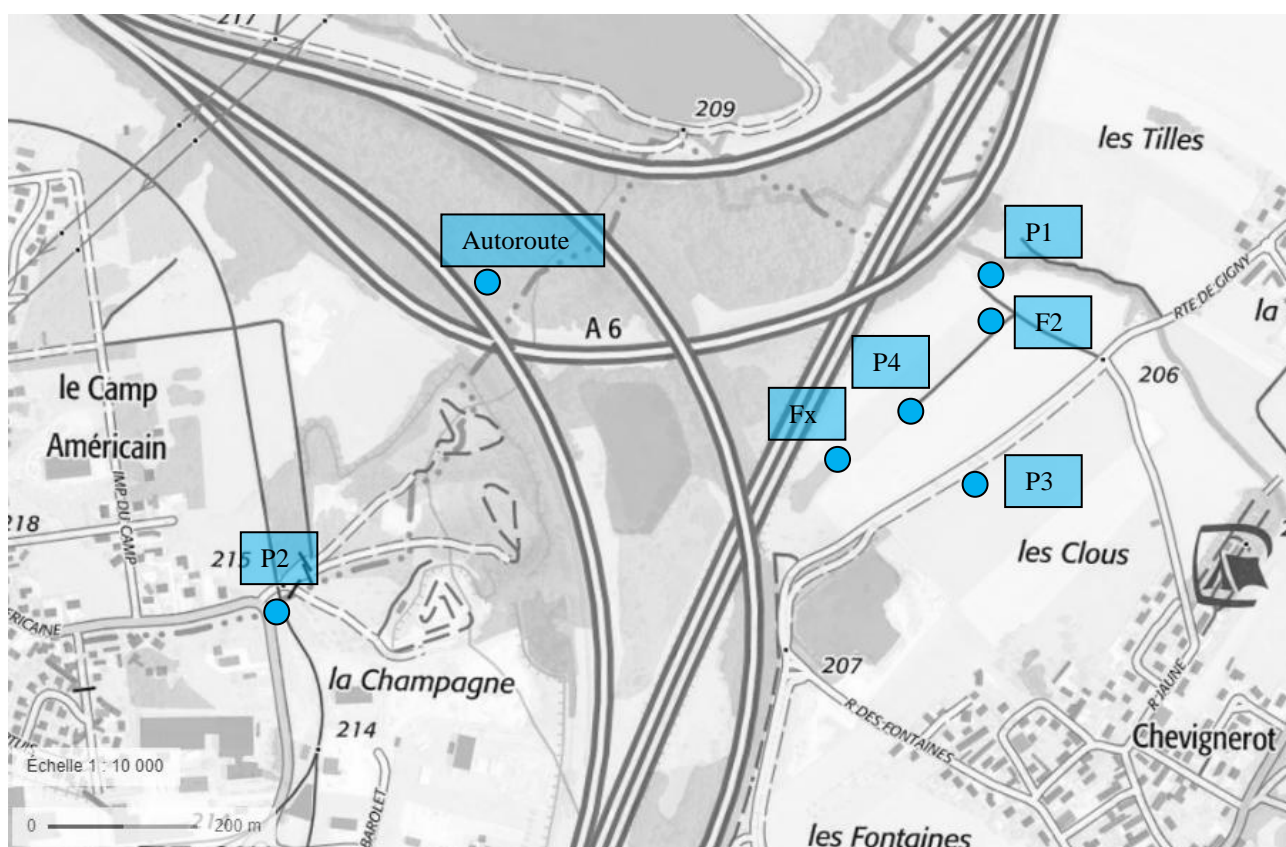 217
209
les Tilles
P1
Autoroute
RTE DE GIGNY
la
F2
A 6
P4
206
le Camp
Américain
Fx
IMP DU CAMP
P3
218
215
P2
les Clous
ÉRICAINE
207
la Champagne
R JAUNE
R DES FONTAINES
214
Chevignerot
TUIS
Échelle 1 : 10 000
BAROLET
0
200 m
les Fontaines